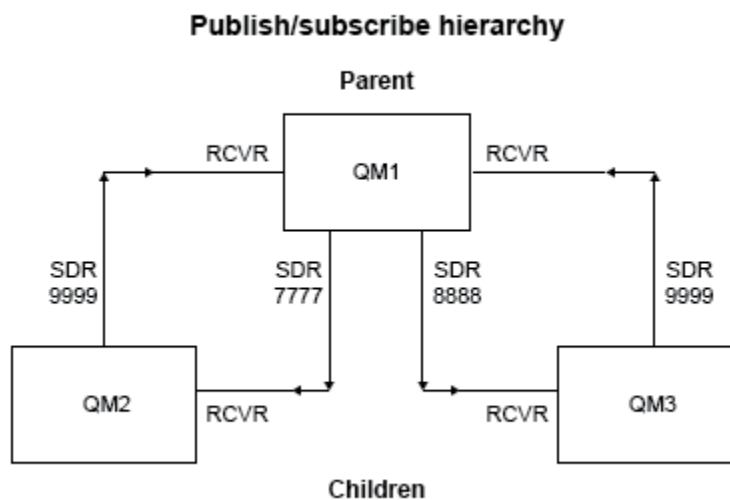 Publish/subscribe hierarchy
Parent
RCVR
QM1
RCVR
SDR
9999
SDR
7777
SDR
8888
SDR
9999
QM2
RCVR
RCVR
QM3
Children